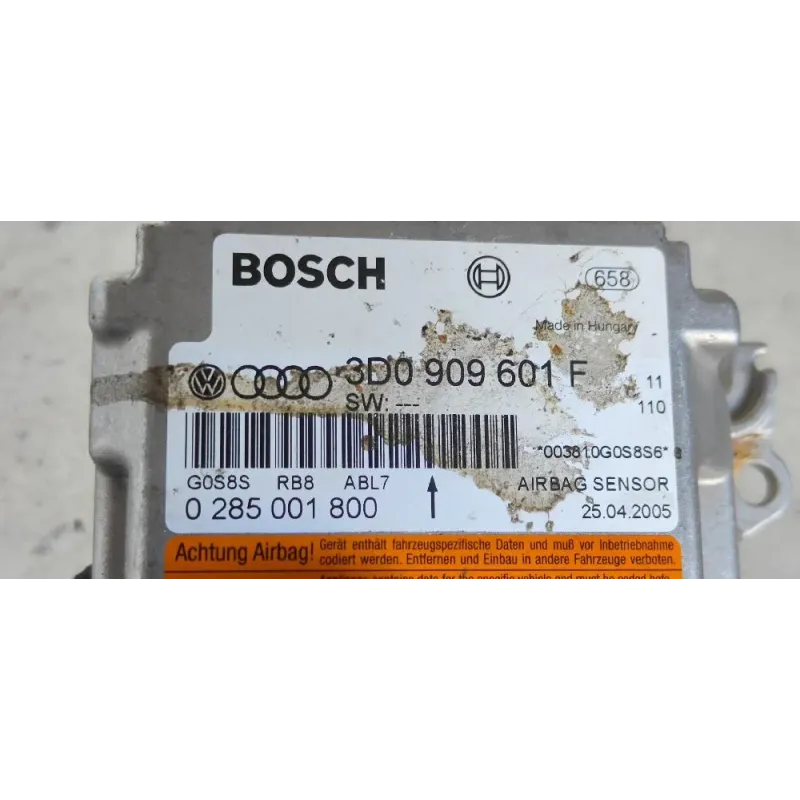 BOSCH
658
Made in Hungary
3D0 909 601 F
11
SW: ---
110
*003810G0S8S6*
G0S8S RB8 ABL7
AIRBAG SENSOR
0 285 001 800
25.04.2005
Achtung Airbag! Gerät enthält fahrzeugspezifische Daten und muß vor Inbetriebnahme
codiert werden. Entfernen und Einbau in andere Fahrzeuge verboten.